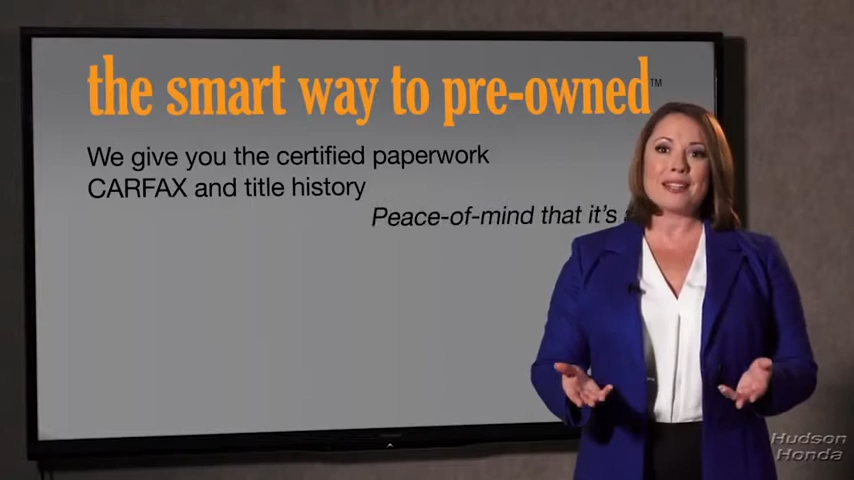 the smart way to pre-owned™
We give you the certified paperwork
CARFAX and title history
Peace-of-mind that it's
Hudson
Honda